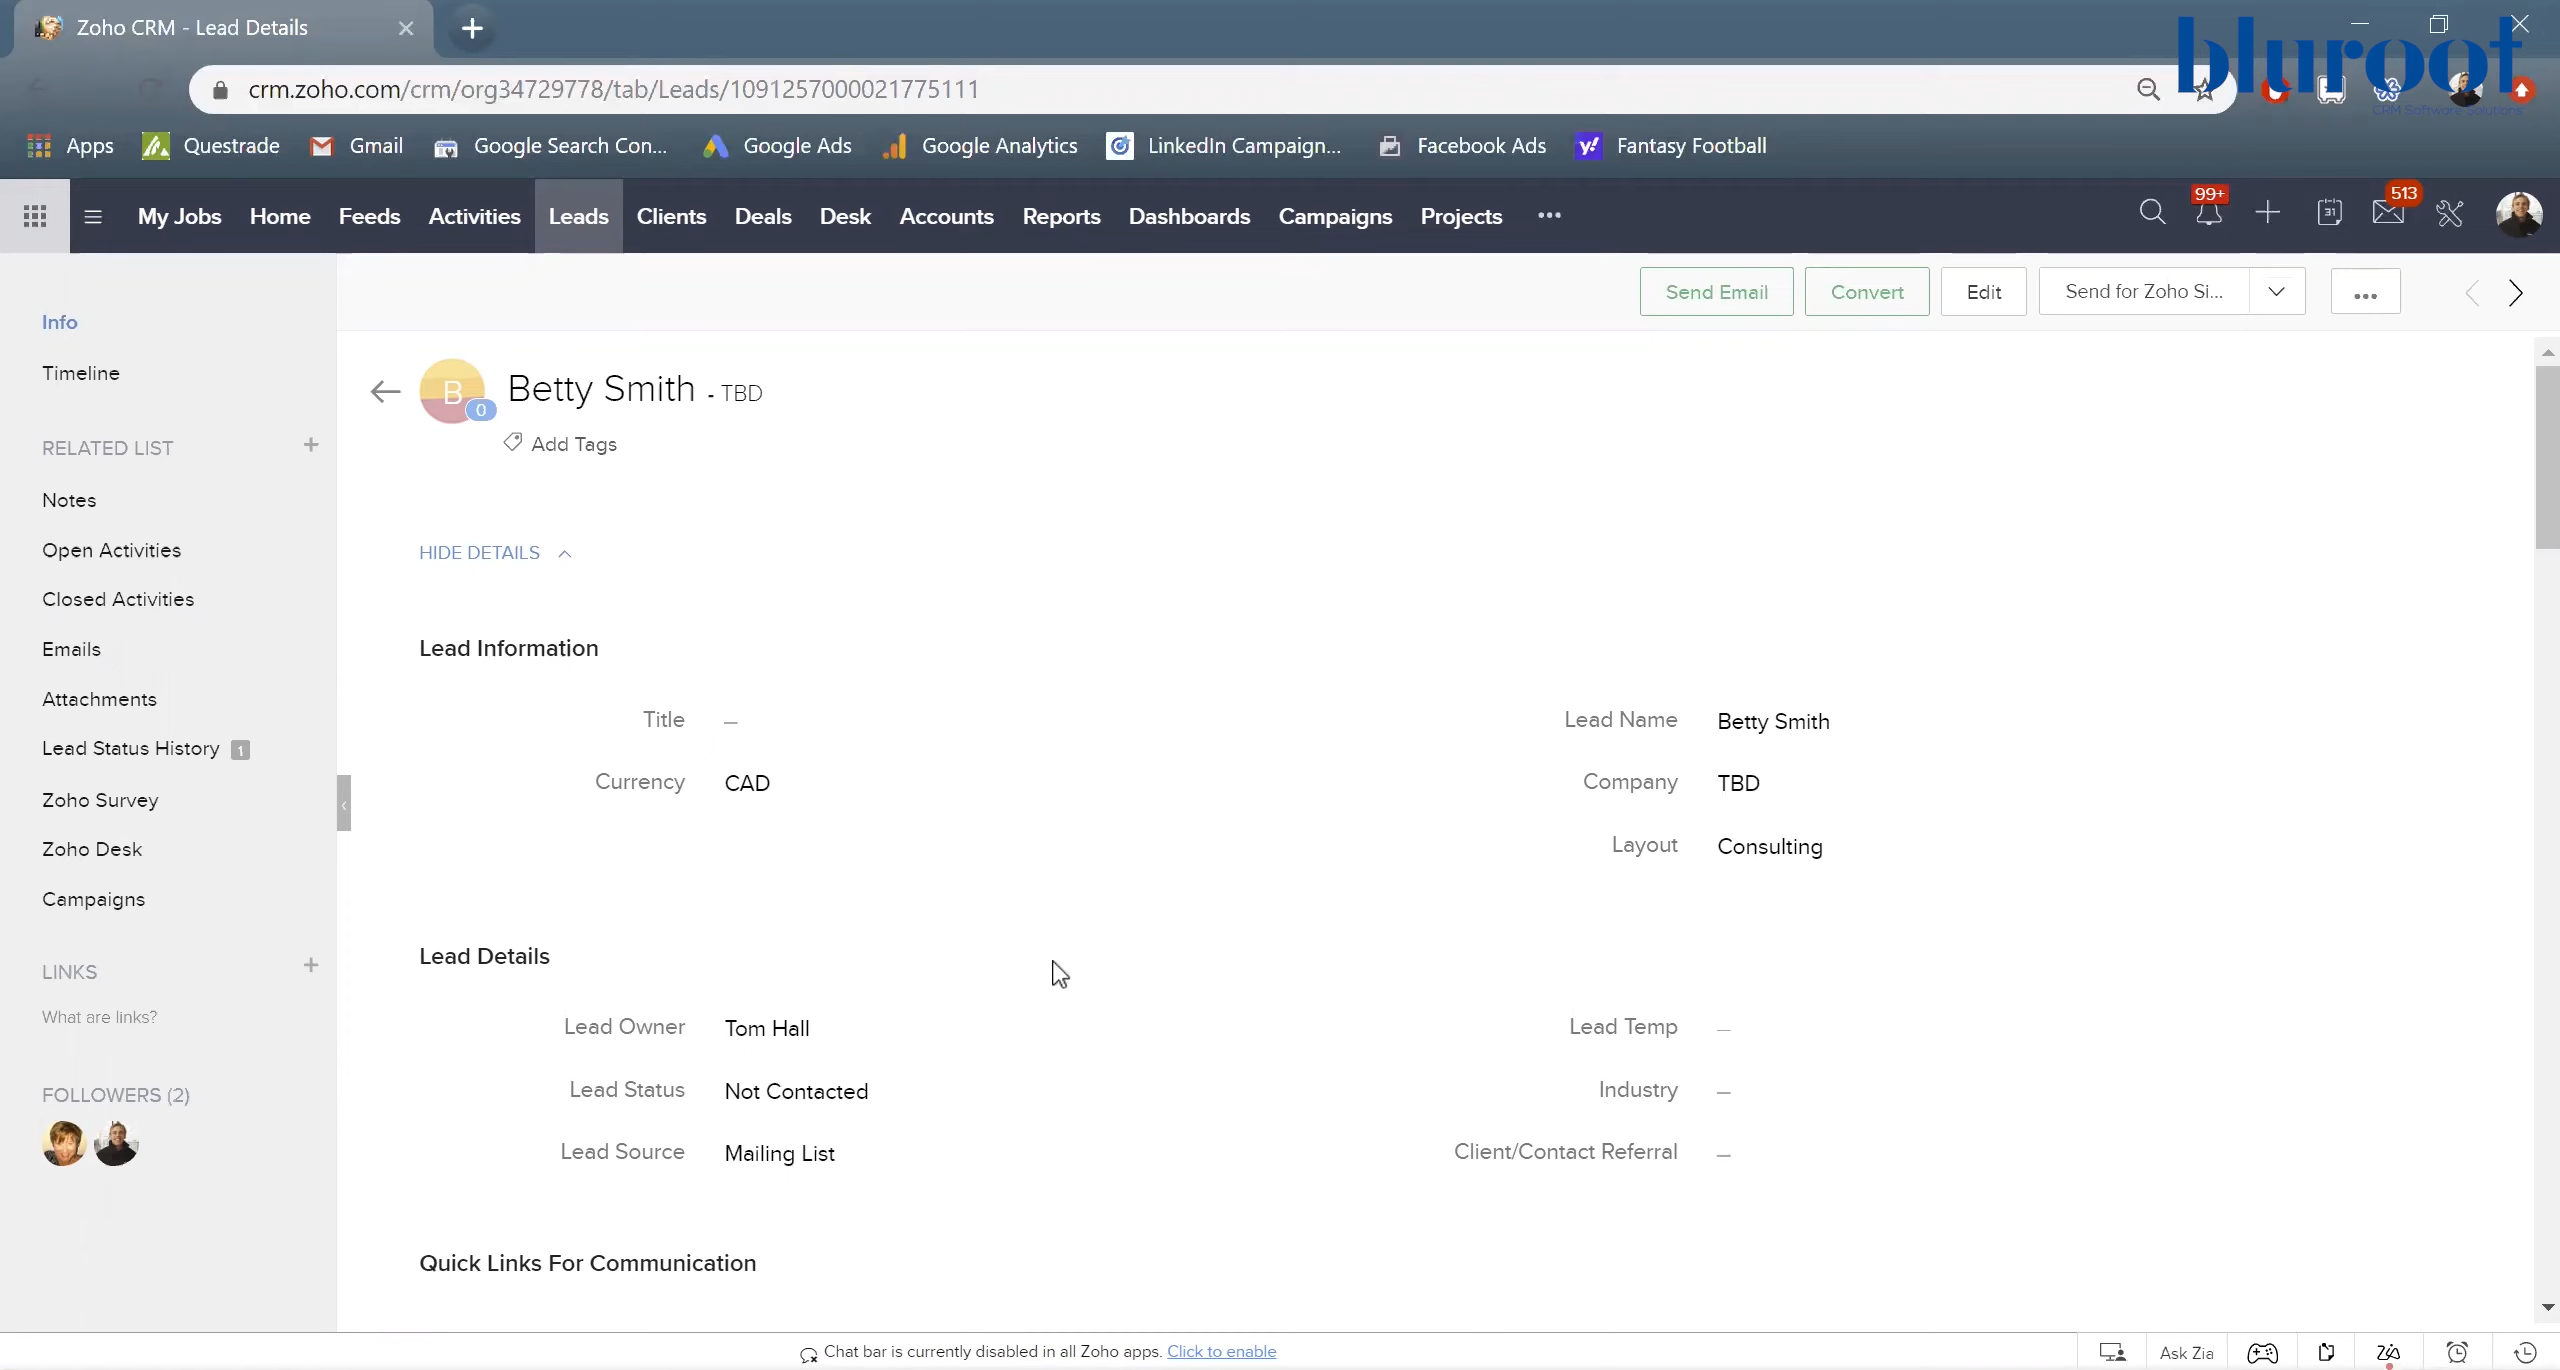 Zoho CRM - Lead Details
bluroot
CRM Software Solutions
crm.zoho.com/crm/org34729778/tab/Leads/1091257000021775111
Apps Questrade Gmail Google Search Con... Google Ads Google Analytics LinkedIn Campaign... Facebook Ads Fantasy Football
My Jobs Home Feeds Activities Leads Clients Deals Desk Accounts Reports Dashboards Campaigns Projects ... 99+ 31 513
Send Email Convert Edit Send for Zoho Si... ...
Info
Timeline
RELATED LIST +
Notes
Open Activities
Closed Activities
Emails
Attachments
Lead Status History 1
Zoho Survey
Zoho Desk
Campaigns
LINKS +
What are links?
FOLLOWERS (2)
B 0 Betty Smith - TBD
Add Tags
HIDE DETAILS
Lead Information
Title — Lead Name Betty Smith
Currency CAD Company TBD
Layout Consulting
Lead Details
Lead Owner Tom Hall Lead Temp —
Lead Status Not Contacted Industry —
Lead Source Mailing List Client/Contact Referral —
Quick Links For Communication
Chat bar is currently disabled in all Zoho apps. Click to enable Ask Zia